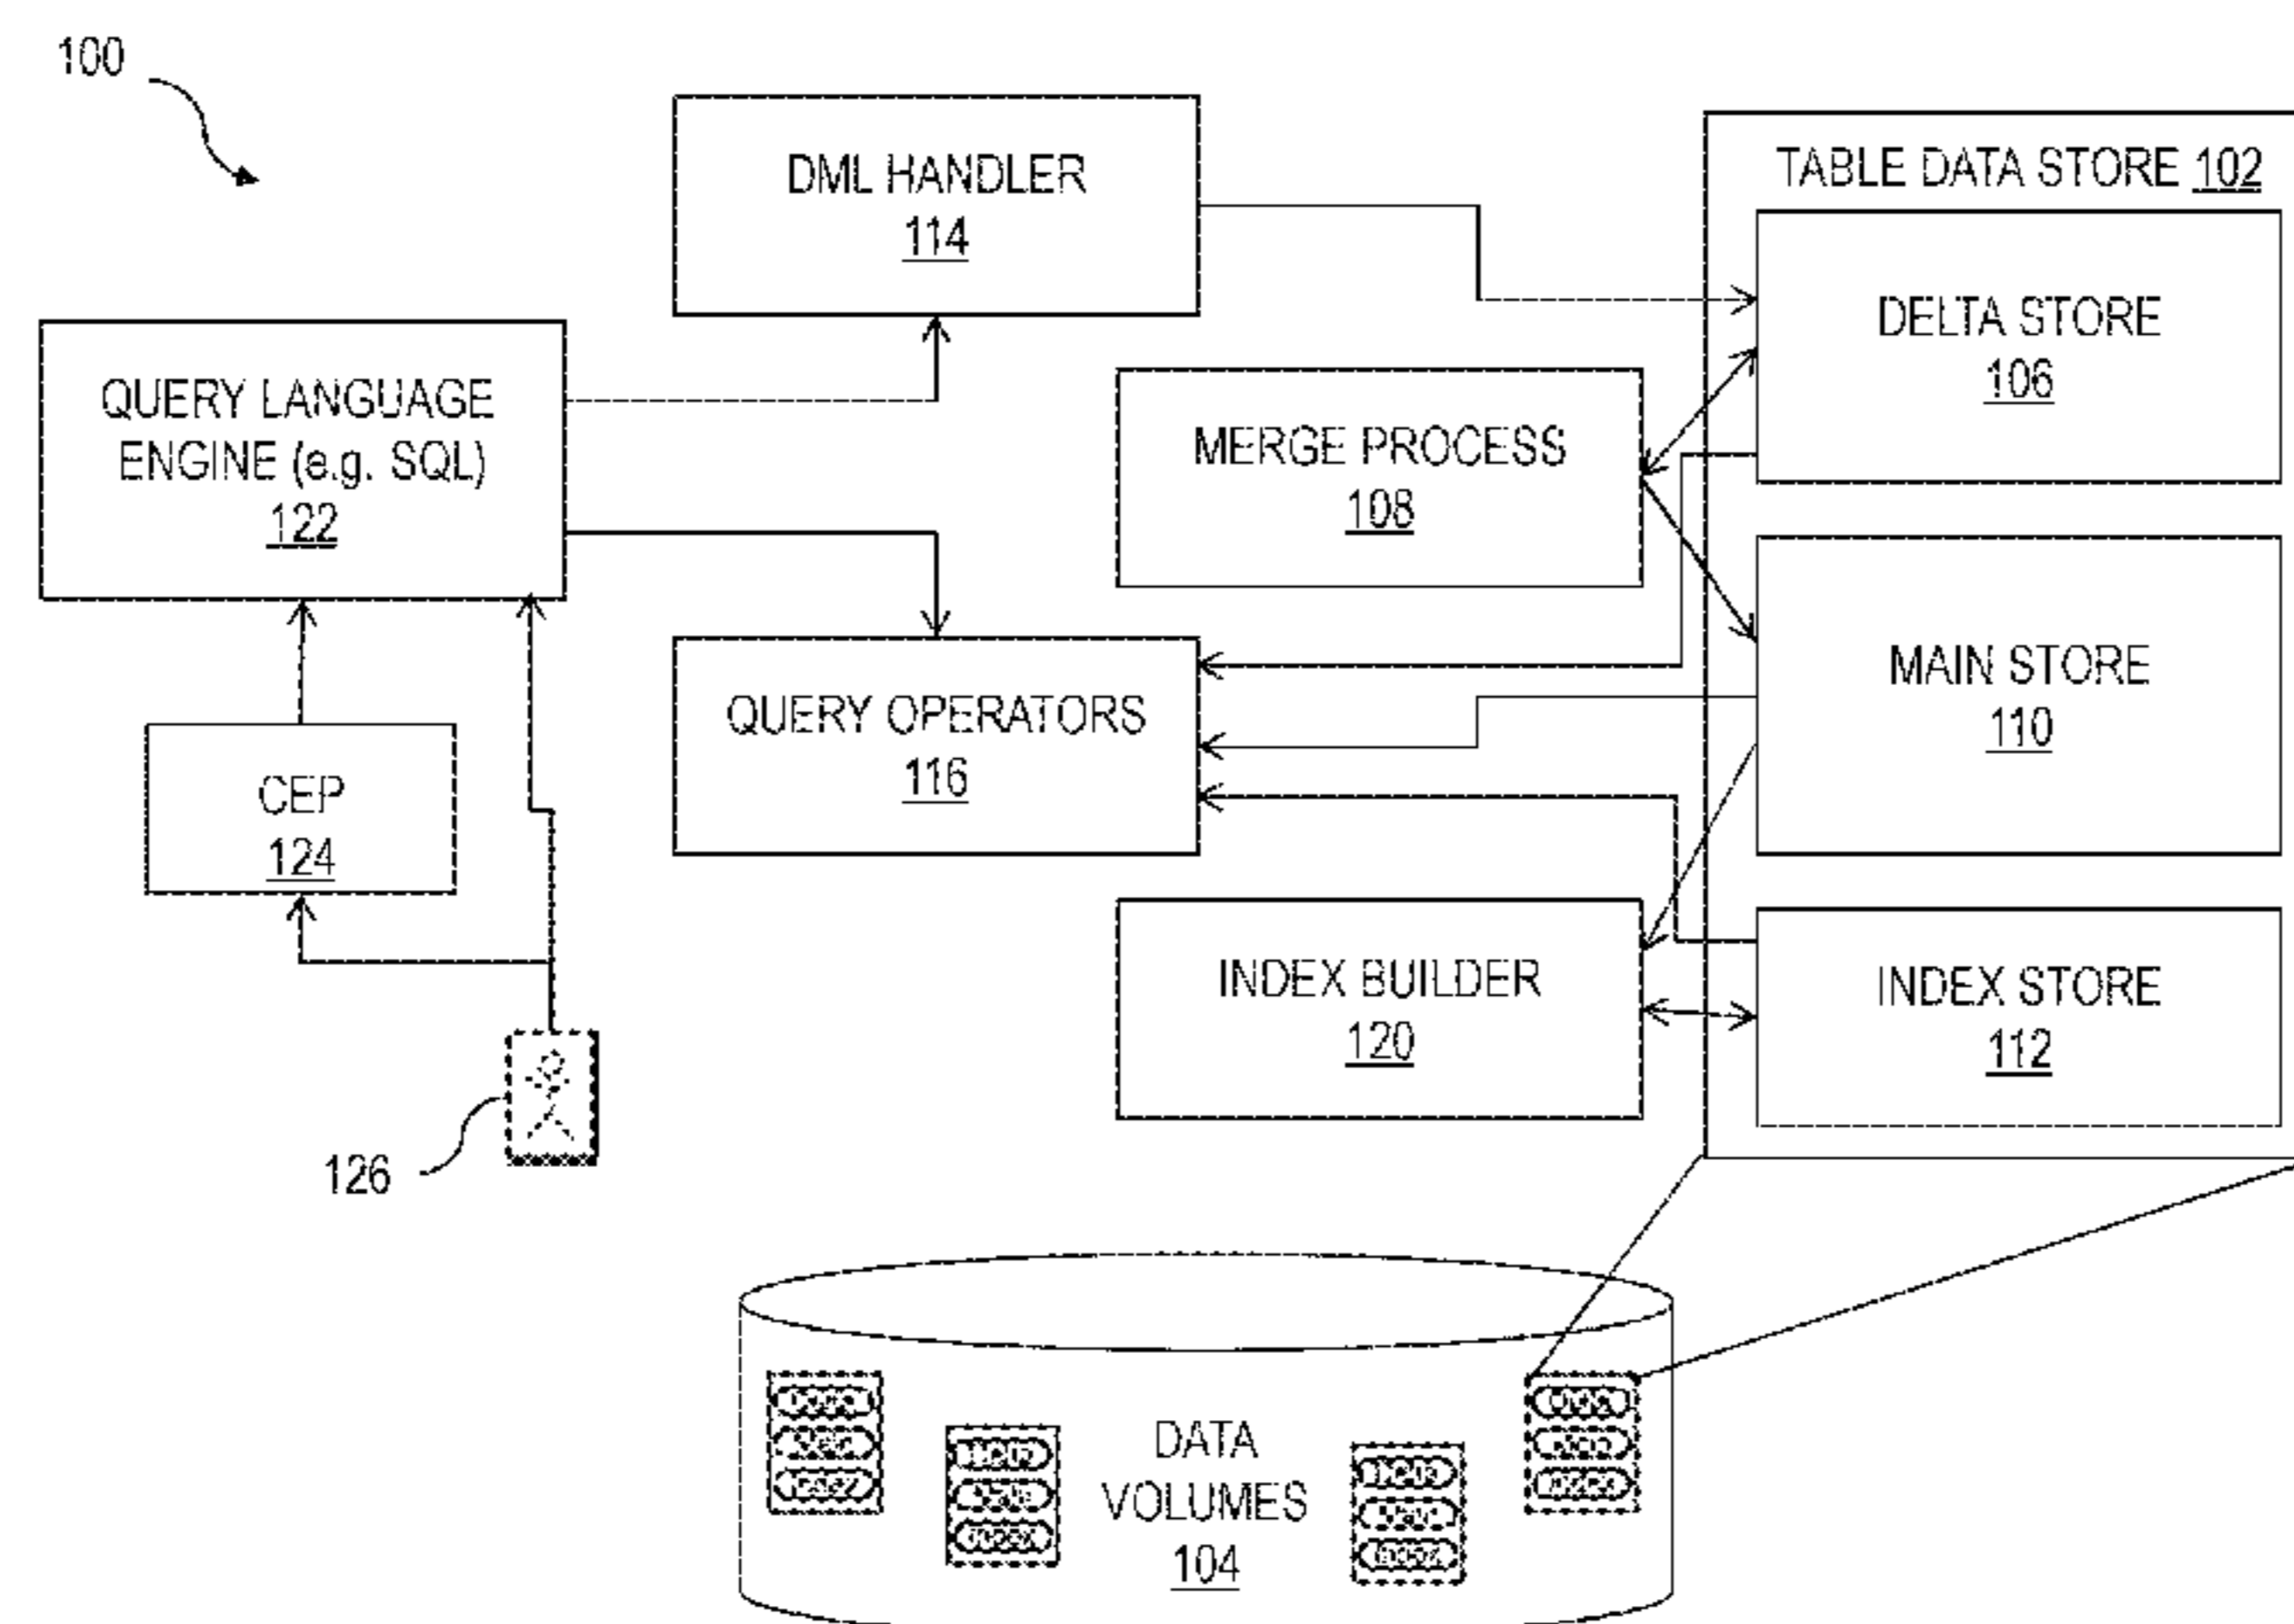 100
DML HANDLER
114
TABLE DATA STORE 102
DELTA STORE
106
QUERY LANGUAGE
ENGINE (e.g. SQL)
122
MERGE PROCESS
108
MAIN STORE
110
QUERY OPERATORS
116
CEP
124
INDEX BUILDER
120
INDEX STORE
112
126
DATA
VOLUMES
104